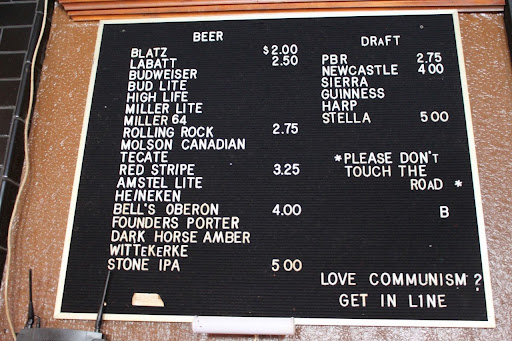 BEER
BLATZ $2.00
LABATT 2.50
BUDWEISER
BUD LITE
HIGH LIFE
MILLER LITE
MILLER 64
ROLLING ROCK 2.75
MOLSON CANADIAN
TECATE
RED STRIPE 3.25
AMSTEL LITE
HEINEKEN
BELL'S OBERON 4.00
FOUNDERS PORTER
DARK HORSE AMBER
WITTEKERKE
STONE IPA 5 00
DRAFT
PBR 2.75
NEWCASTLE 4 00
SIERRA
GUINNESS
HARP
STELLA 5 00
*PLEASE DON'T
TOUCH THE
ROAD *
B
LOVE COMMUNISM?
GET IN L1NE